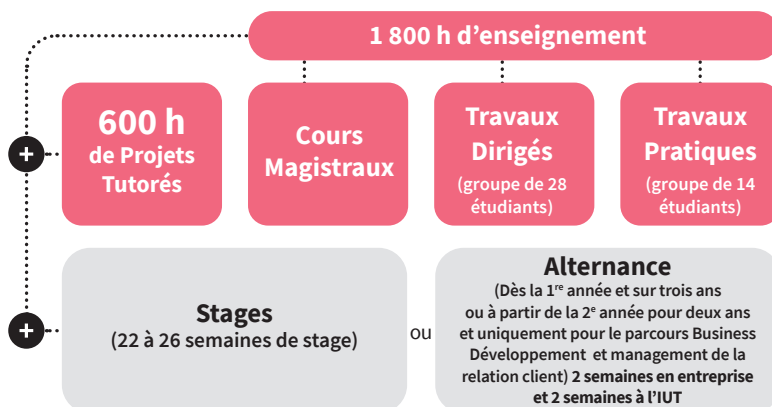 1 800 h d’enseignement
+
600 h
de Projets
Tutorés
Cours
Magistraux
Travaux
Dirigés
(groupe de 28
étudiants)
Travaux
Pratiques
(groupe de 14
étudiants)
+
Stages
(22 à 26 semaines de stage)
ou
Alternance
(Dès la 1re année et sur trois ans
ou à partir de la 2e année pour deux ans
et uniquement pour le parcours Business
Développement et management de la
relation client) 2 semaines en entreprise
et 2 semaines à l’IUT